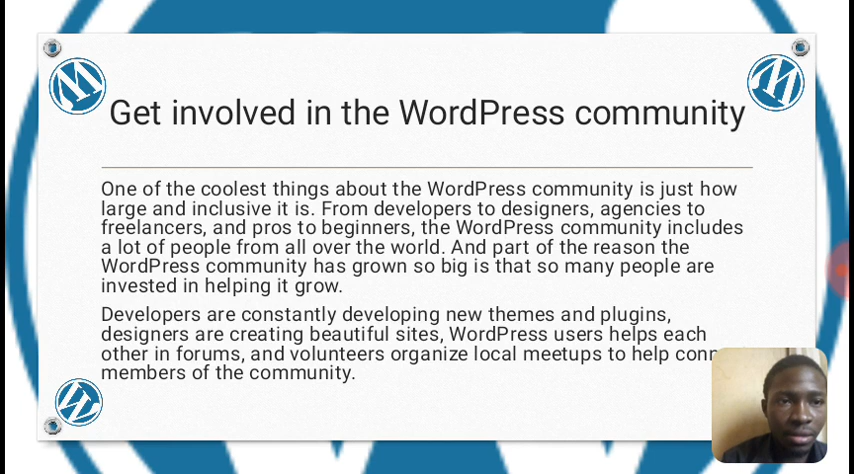 Get involved in the WordPress community
One of the coolest things about the WordPress community is just how
large and inclusive it is. From developers to designers, agencies to
freelancers, and pros to beginners, the WordPress community includes
a lot of people from all over the world. And part of the reason the
WordPress community has grown so big is that so many people are
invested in helping it grow.
Developers are constantly developing new themes and plugins,
designers are creating beautiful sites, WordPress users helps each
other in forums, and volunteers organize local meetups to help
members of the community.